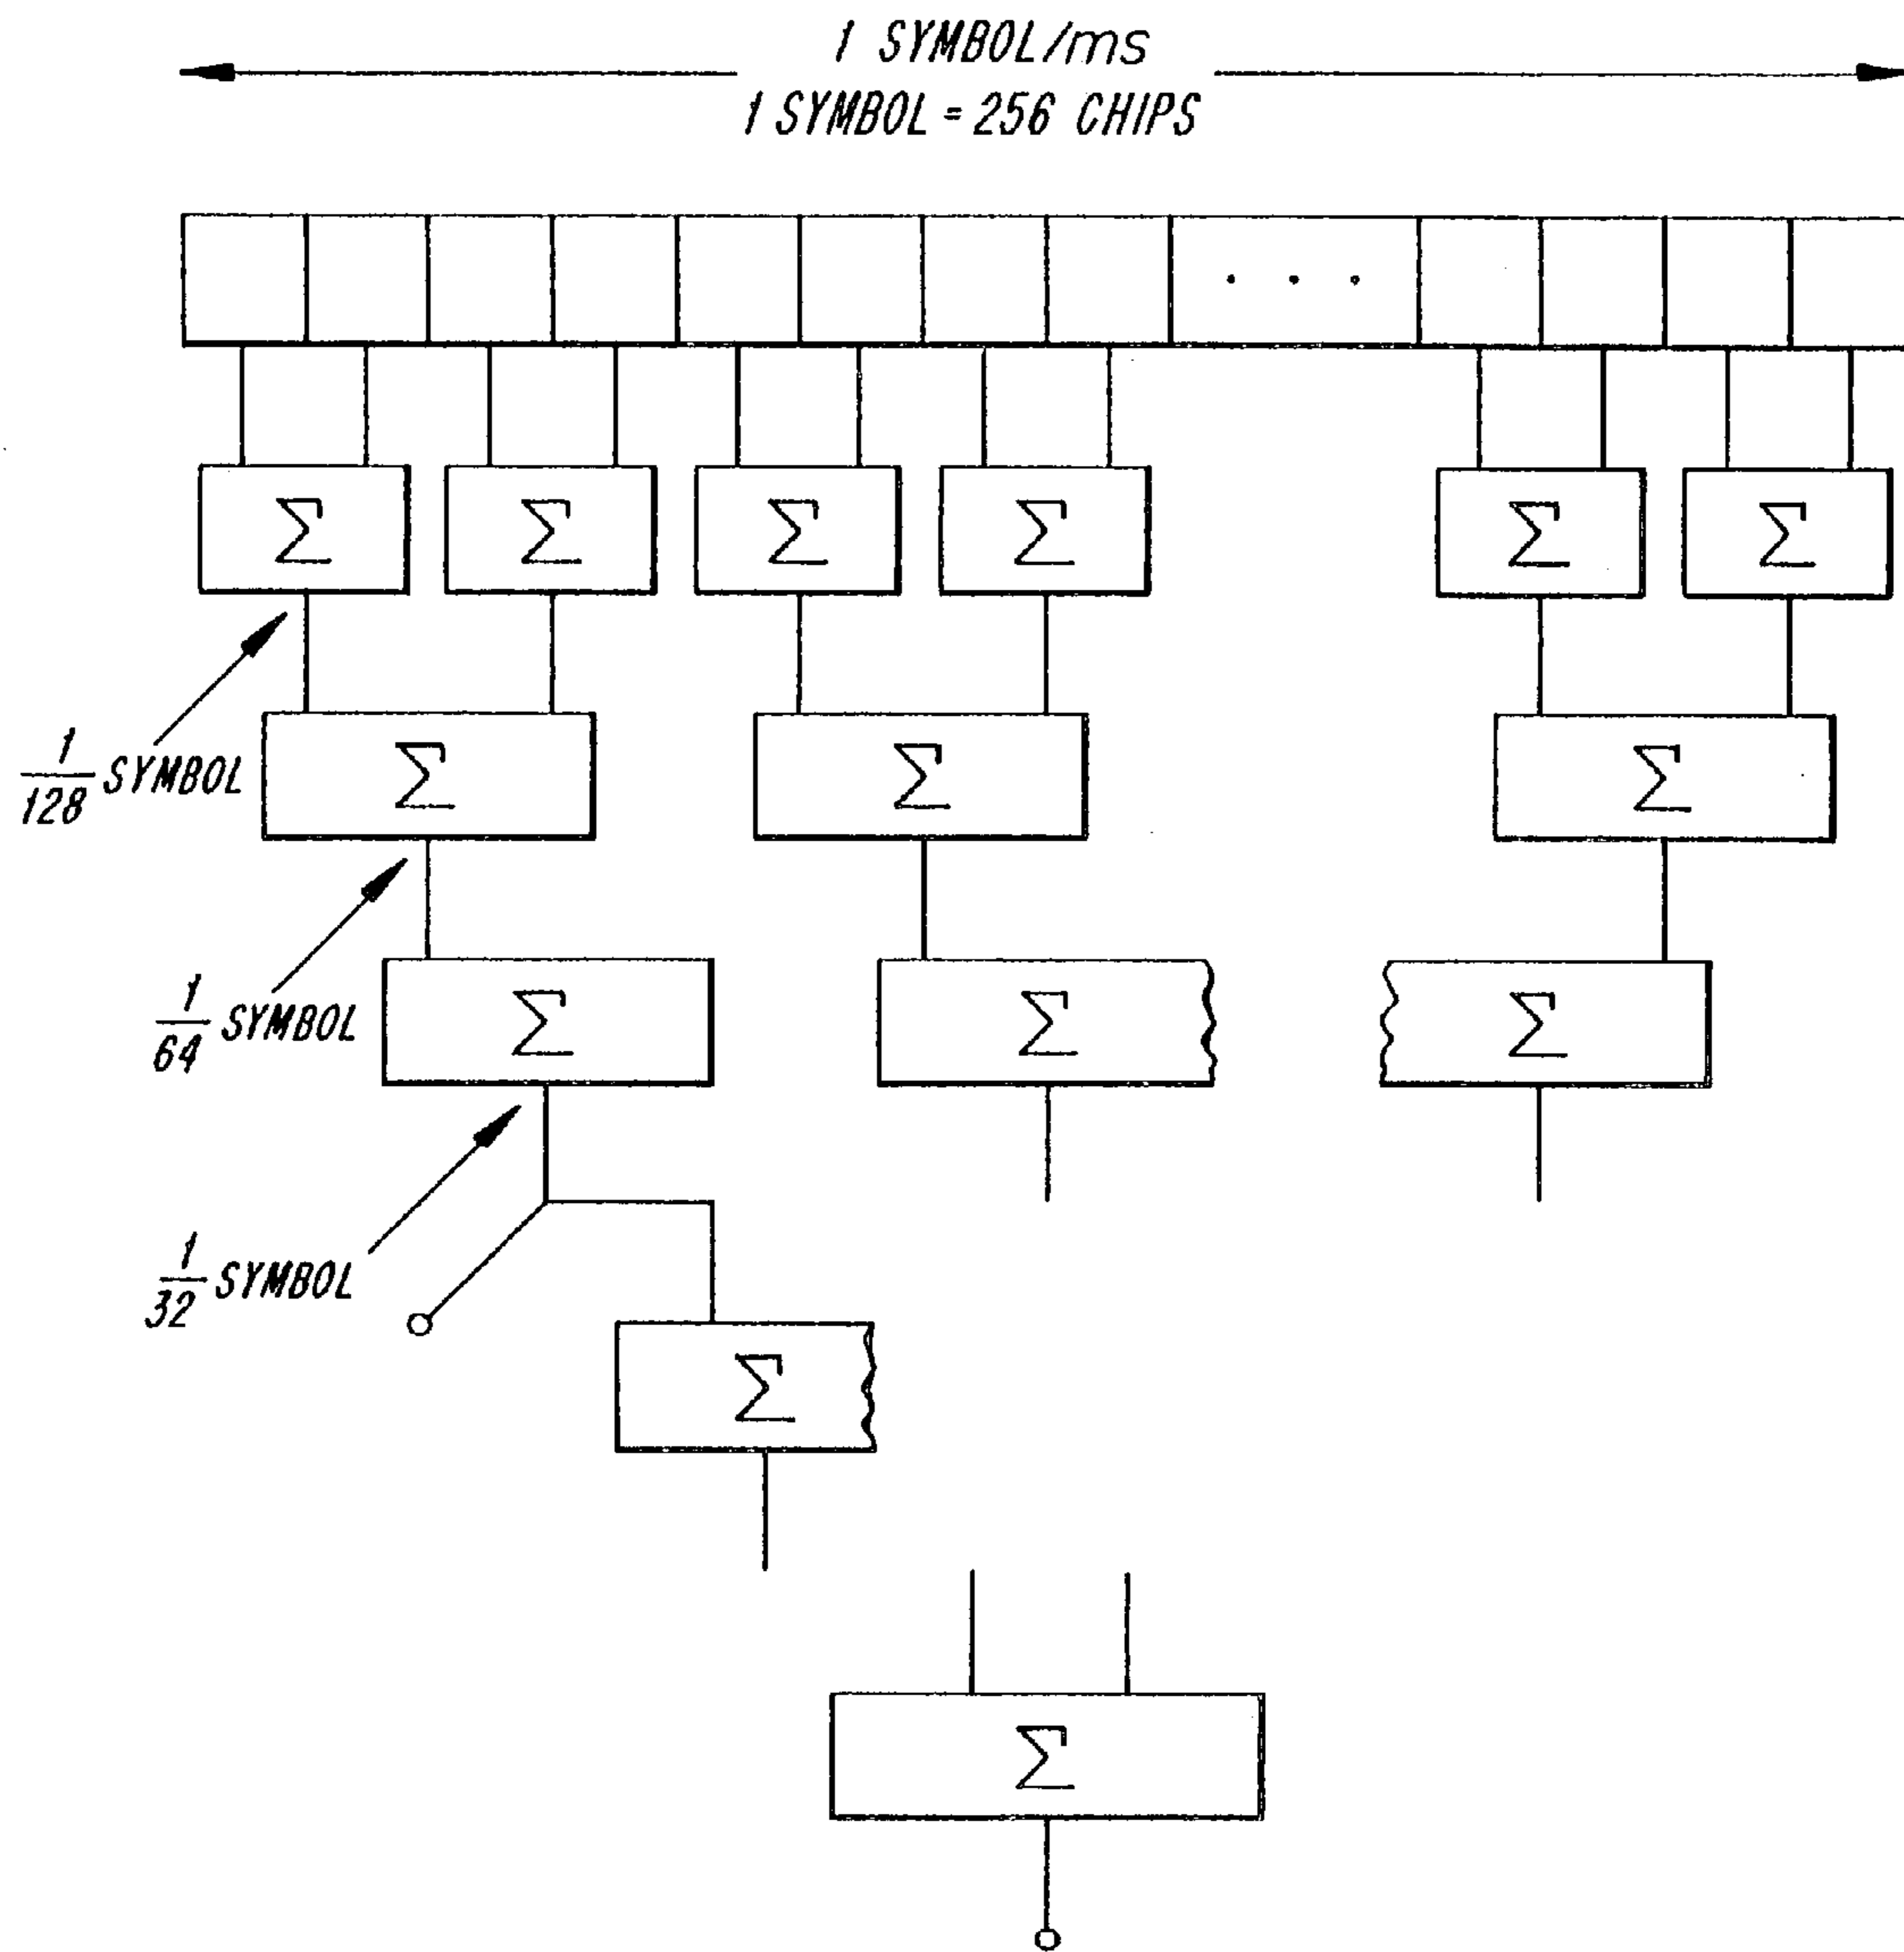 1 SYMBOL/ms
1 SYMBOL = 256 CHIPS
. . .
Σ Σ Σ Σ Σ Σ
1/128 SYMBOL
Σ Σ Σ
1/64 SYMBOL
Σ Σ Σ
1/32 SYMBOL
Σ
Σ